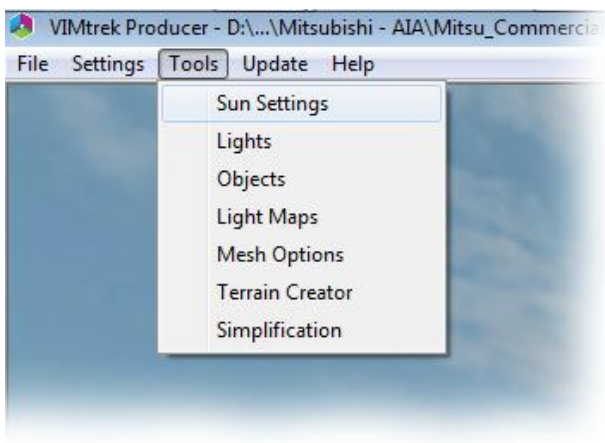 VIMtrek Producer - D:\...\Mitsubishi - AIA\Mitsu_Commercial
File Settings Tools Update Help
Sun Settings
Lights
Objects
Light Maps
Mesh Options
Terrain Creator
Simplification